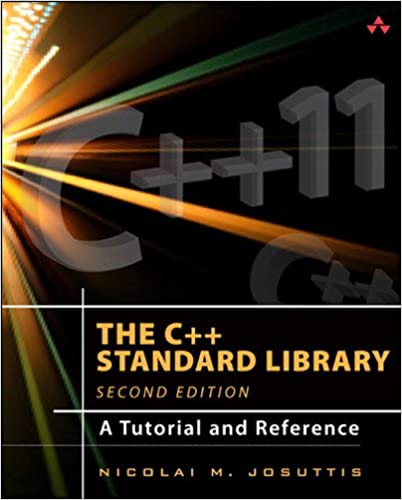 C++11
C++
THE C++
STANDARD LIBRARY
SECOND EDITION
A Tutorial and Reference
NICOLAI M. JOSUTTIS